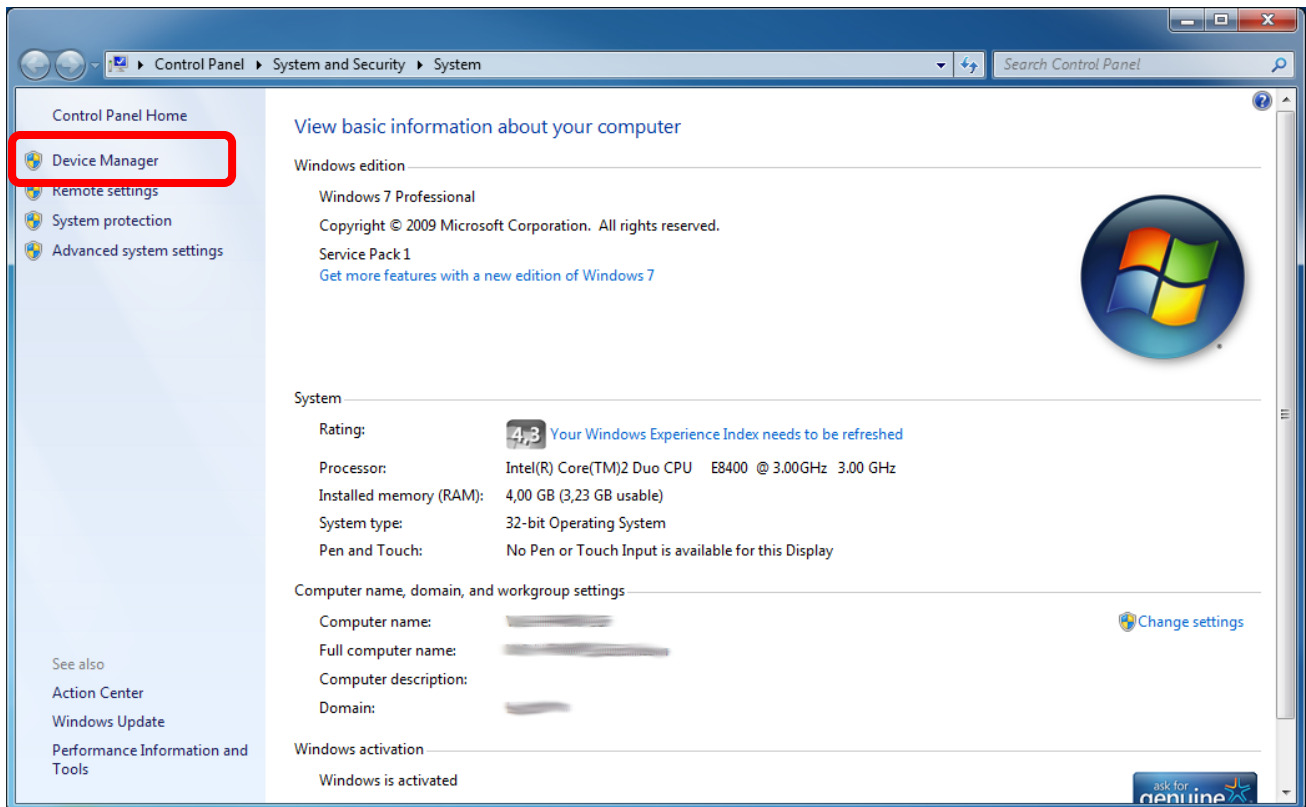 Control Panel ▸ System and Security ▸ System
Search Control Panel
Control Panel Home
Device Manager
Remote settings
System protection
Advanced system settings
See also
Action Center
Windows Update
Performance Information and
Tools
View basic information about your computer
Windows edition
Windows 7 Professional
Copyright © 2009 Microsoft Corporation. All rights reserved.
Service Pack 1
Get more features with a new edition of Windows 7
System
Rating: 4,3 Your Windows Experience Index needs to be refreshed
Processor: Intel(R) Core(TM)2 Duo CPU E8400 @ 3.00GHz 3.00 GHz
Installed memory (RAM): 4,00 GB (3,23 GB usable)
System type: 32-bit Operating System
Pen and Touch: No Pen or Touch Input is available for this Display
Computer name, domain, and workgroup settings
Computer name: Change settings
Full computer name:
Computer description:
Domain:
Windows activation
Windows is activated
ask for
genuine